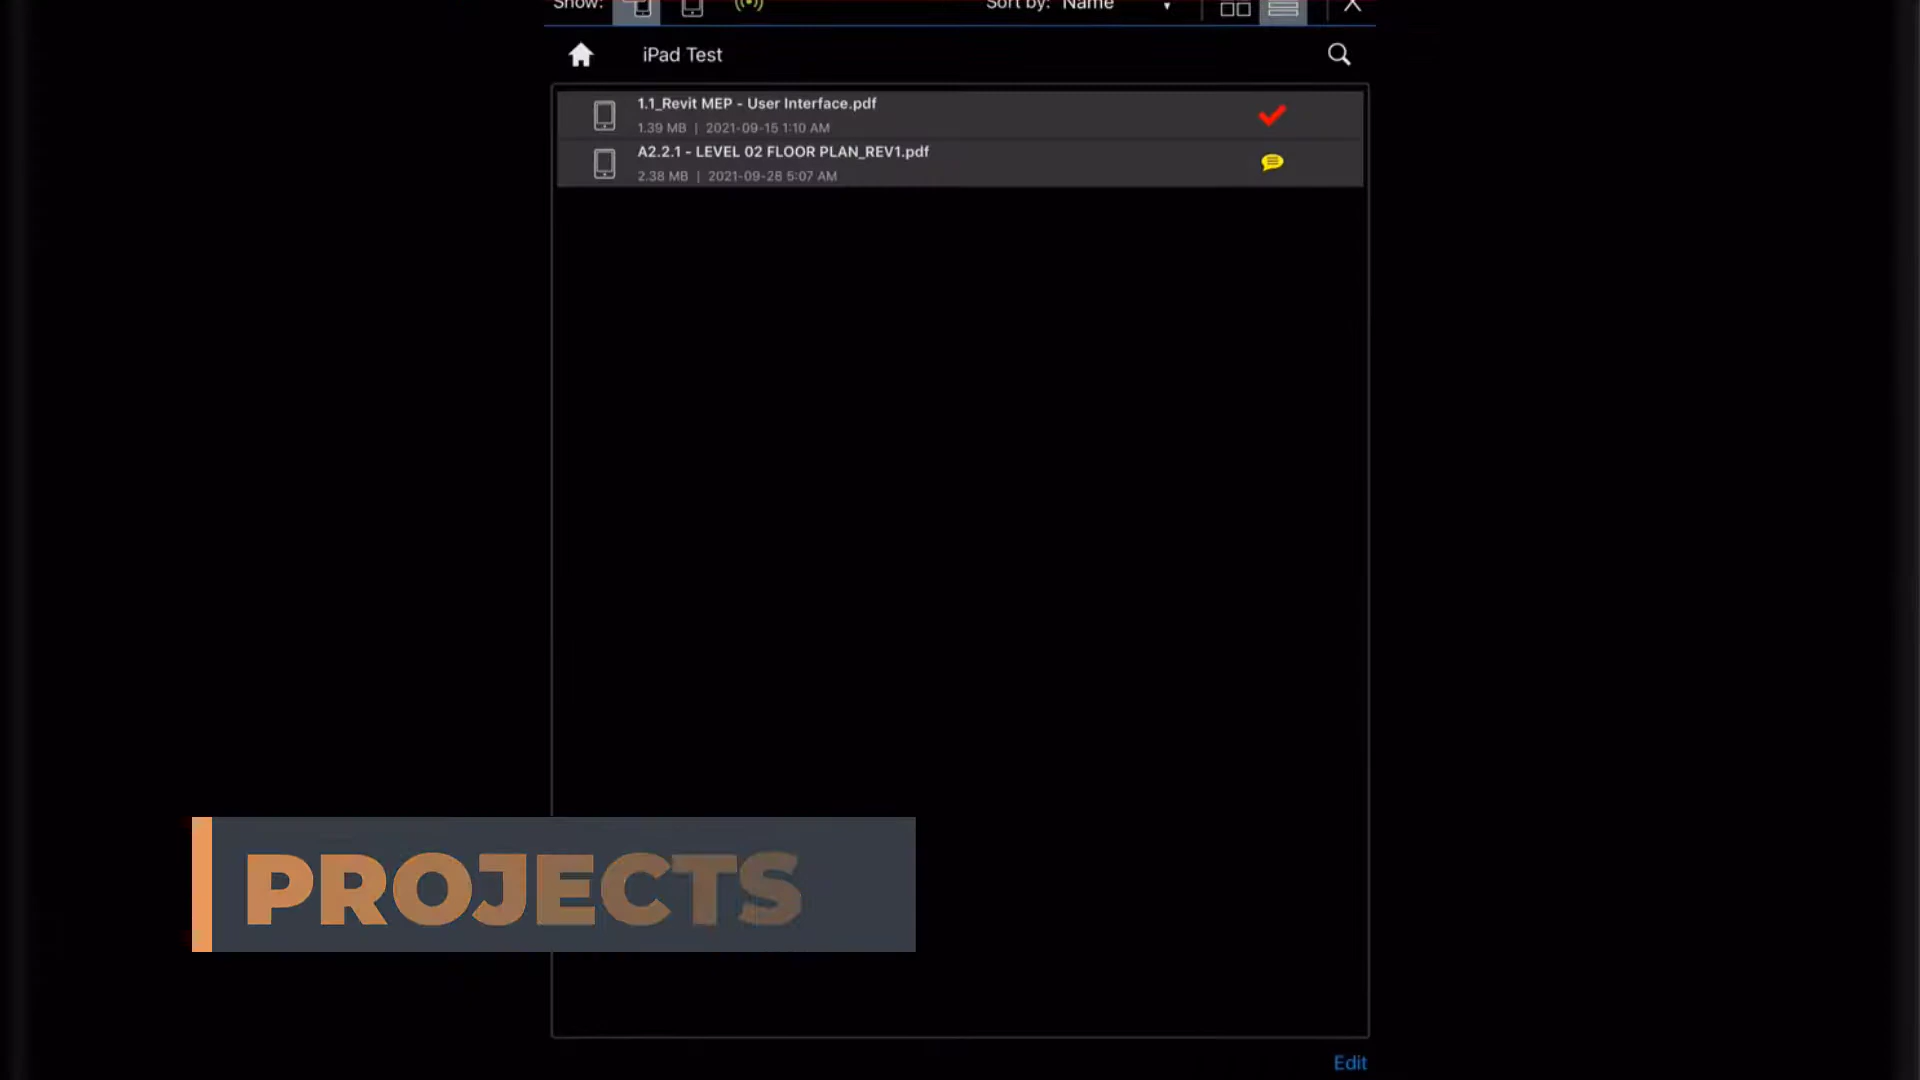 Show:
Sort by: Name
iPad Test
1.1_Revit MEP - User Interface.pdf
1.39 MB | 2021-09-15 1:10 AM
A2.2.1 - LEVEL 02 FLOOR PLAN_REV1.pdf
2.38 MB | 2021-09-28 5:07 AM
PROJECTS
Edit